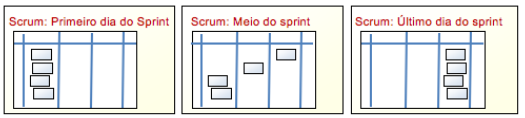 Scrum: Primeiro dia do Sprint
Scrum: Meio do sprint
Scrum: Último dia do sprint